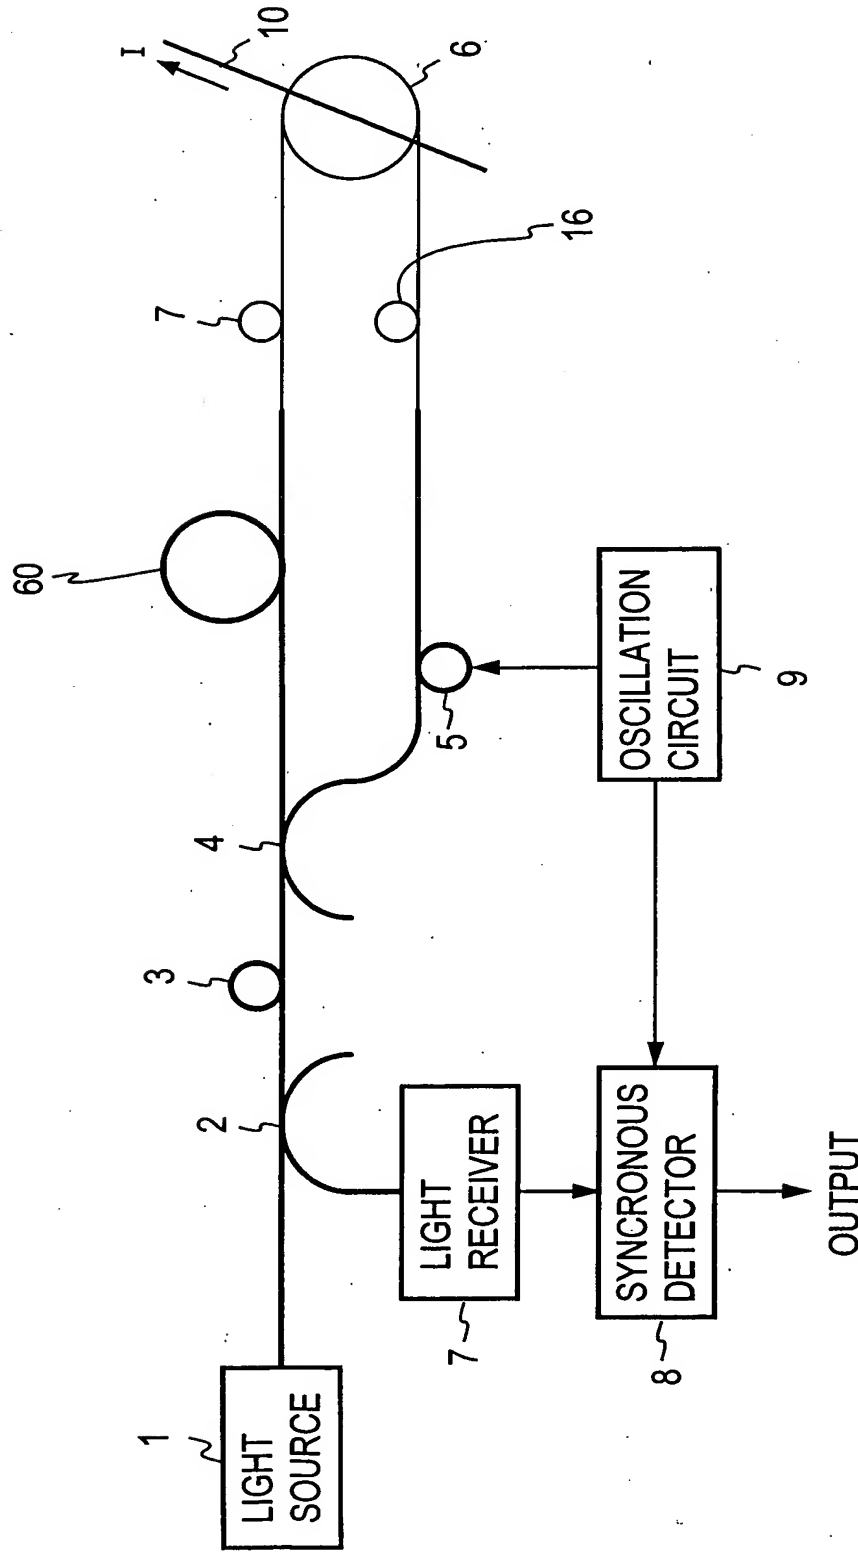 I
10
6
16
7
60
OSCILLATION
CIRCUIT
9
5
4
3
2
LIGHT
RECEIVER
7
SYNCRONOUS
DETECTOR
8
OUTPUT
1
LIGHT
SOURCE